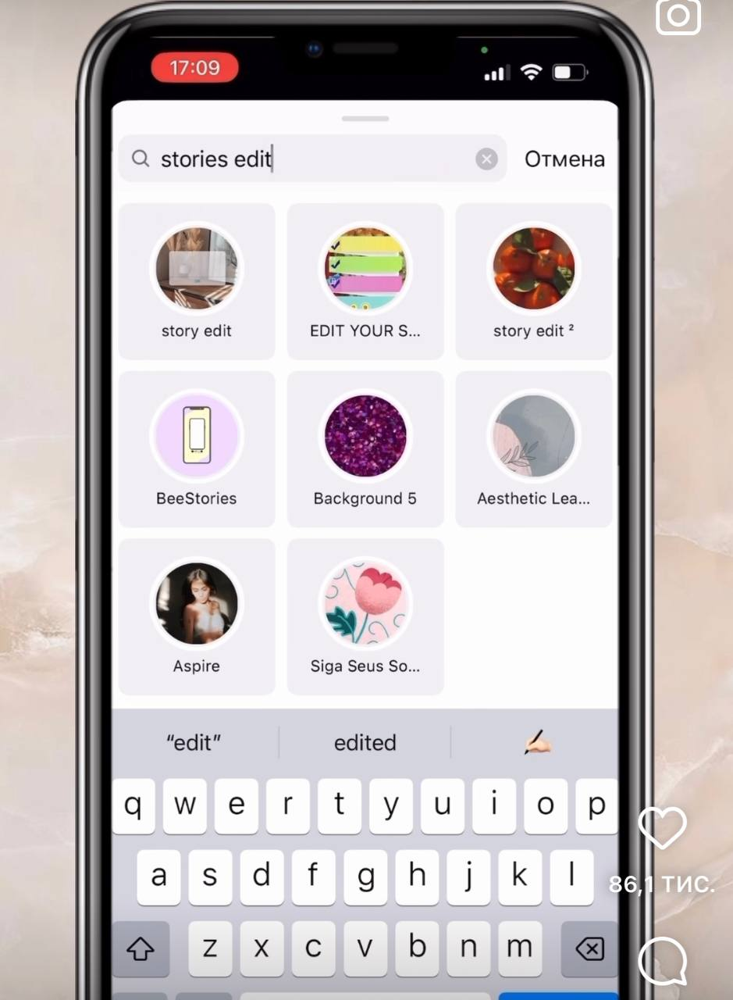 17:09
stories edit
Отмена
story edit
EDIT YOUR S...
story edit ²
BeeStories
Background 5
Aesthetic Lea...
Aspire
Siga Seus So...
“edit”
edited
q w e r t y u i o p
a s d f g h j k l
86,1 ТИС.
z x c v b n m